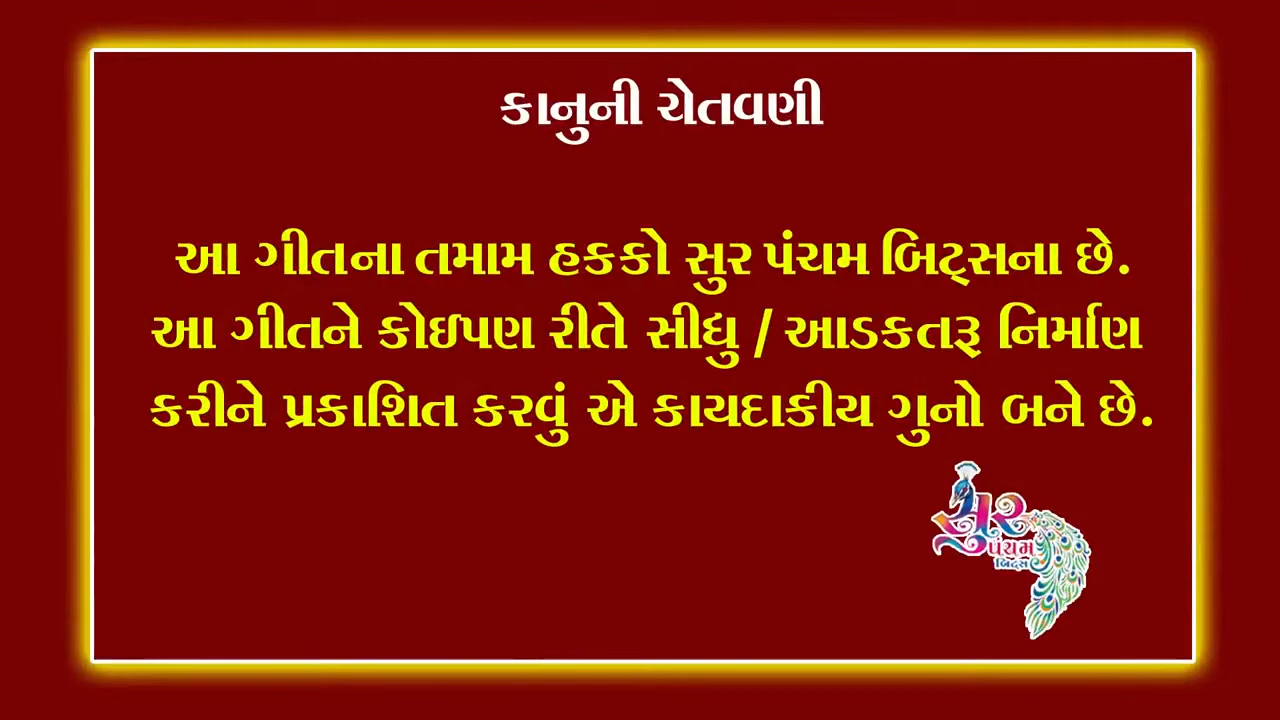 કાનુની ચેતવણી
આ ગીતના તમામ હકકો સુર પંચમ બિટ્સના છે.
આ ગીતને કોઇપણ રીતે સીધુ / આડકતરૂ નિર્માણ
કરીને પ્રકાશિત કરવું એ કાયદાકીય ગુનો બને છે.
સુર
પંચમ
બિટ્સ